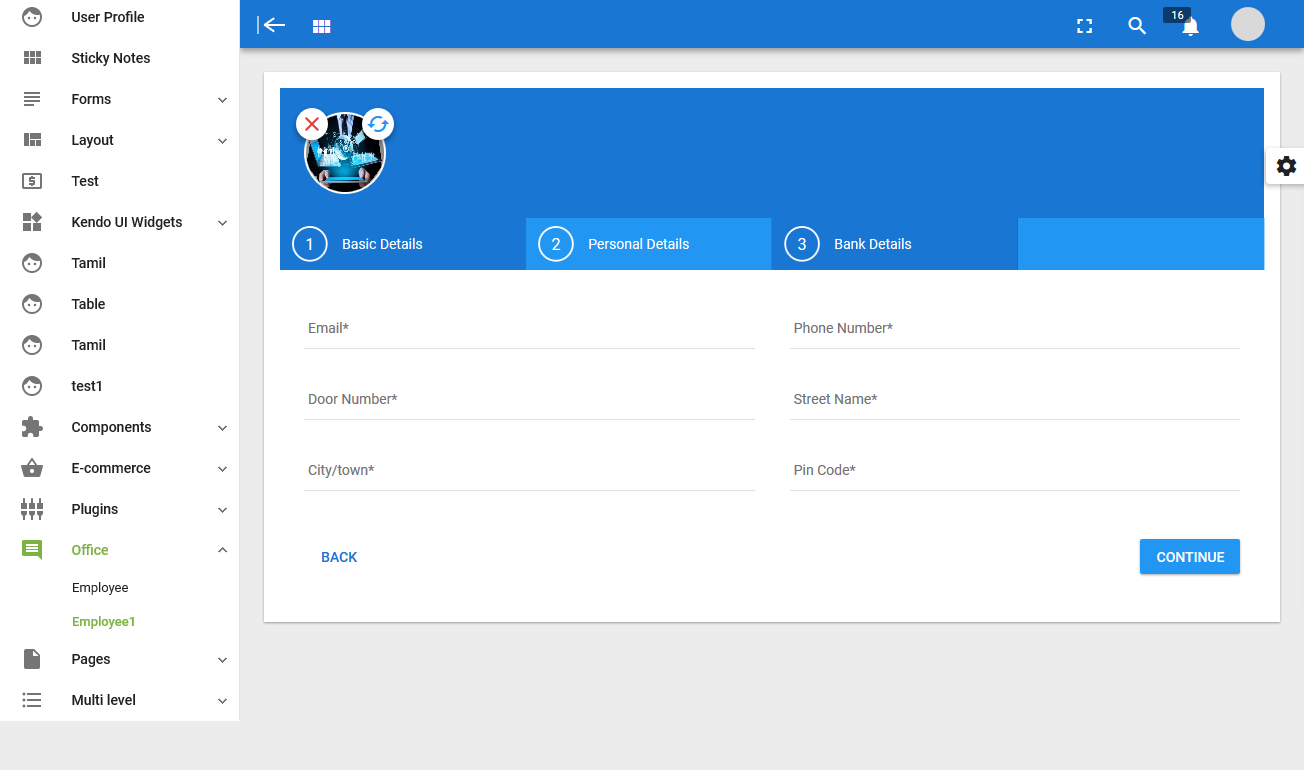 User Profile
Sticky Notes
Forms
Layout
Test
Kendo UI Widgets
Tamil
Table
Tamil
test1
Components
E-commerce
Plugins
Office
Employee
Employee1
Pages
Multi level
16
1 Basic Details
2 Personal Details
3 Bank Details
Email*
Phone Number*
Door Number*
Street Name*
City/town*
Pin Code*
BACK
CONTINUE